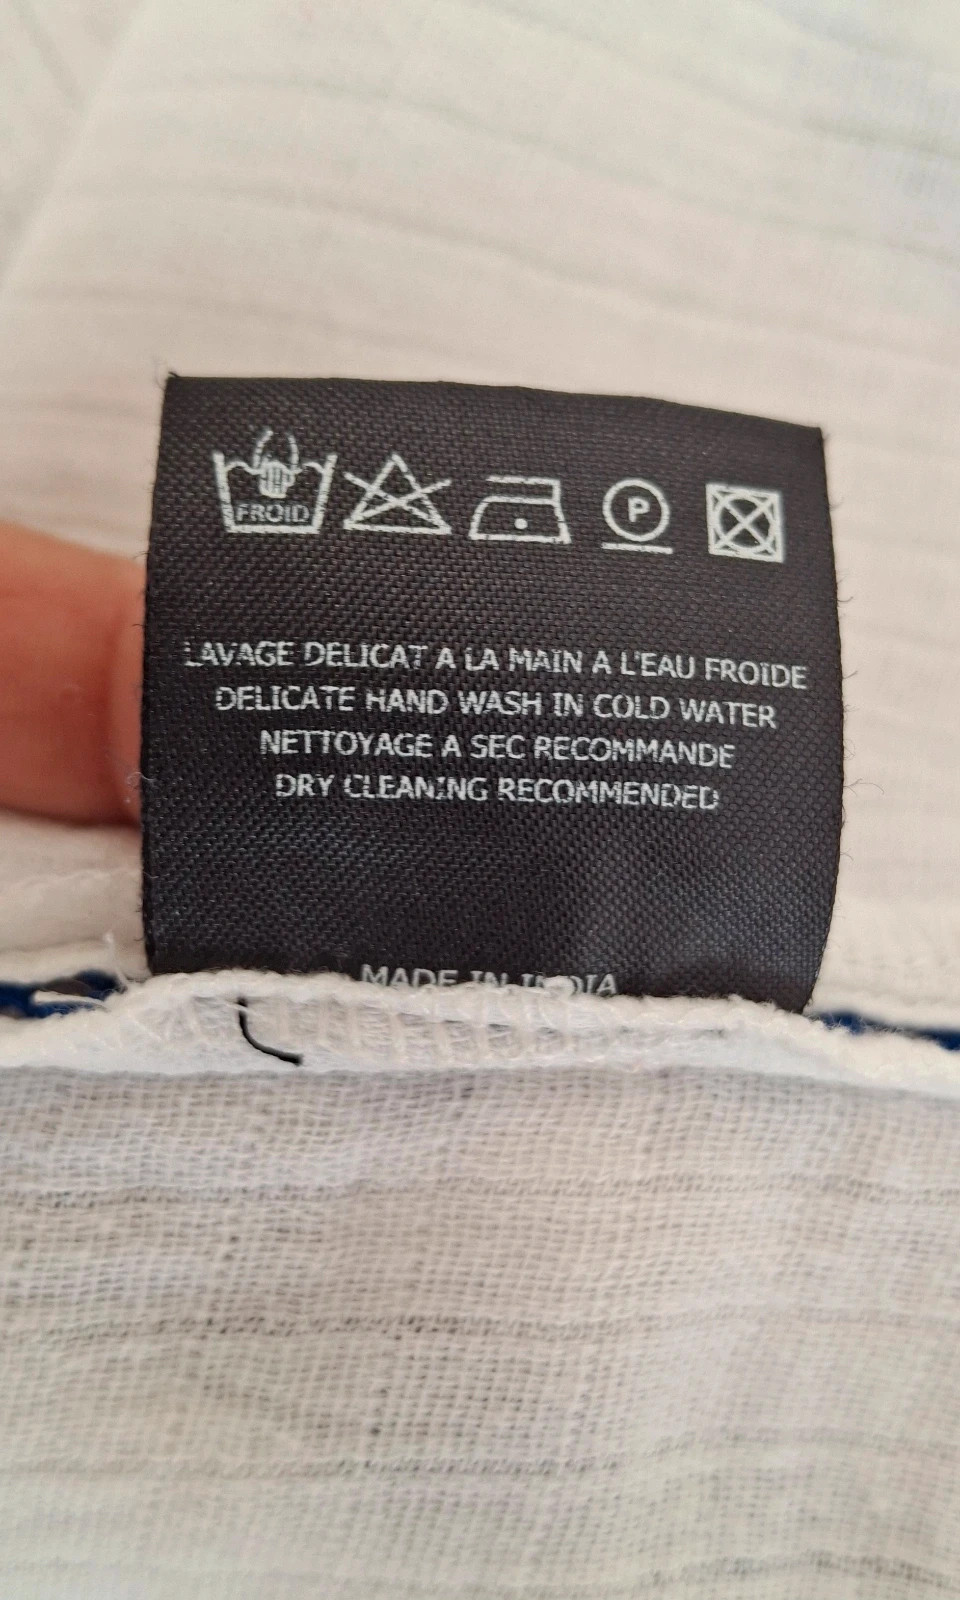 FROID
P
LAVAGE DELICAT A LA MAIN A L'EAU FROIDE
DELICATE HAND WASH IN COLD WATER
NETTOYAGE A SEC RECOMMANDE
DRY CLEANING RECOMMENDED
MADE IN INDIA